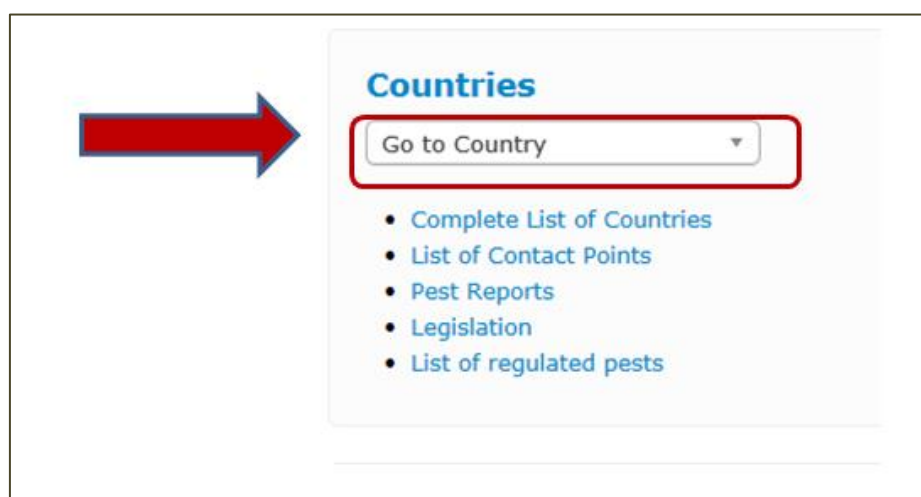 Countries
Go to Country
Complete List of Countries
List of Contact Points
Pest Reports
Legislation
List of regulated pests